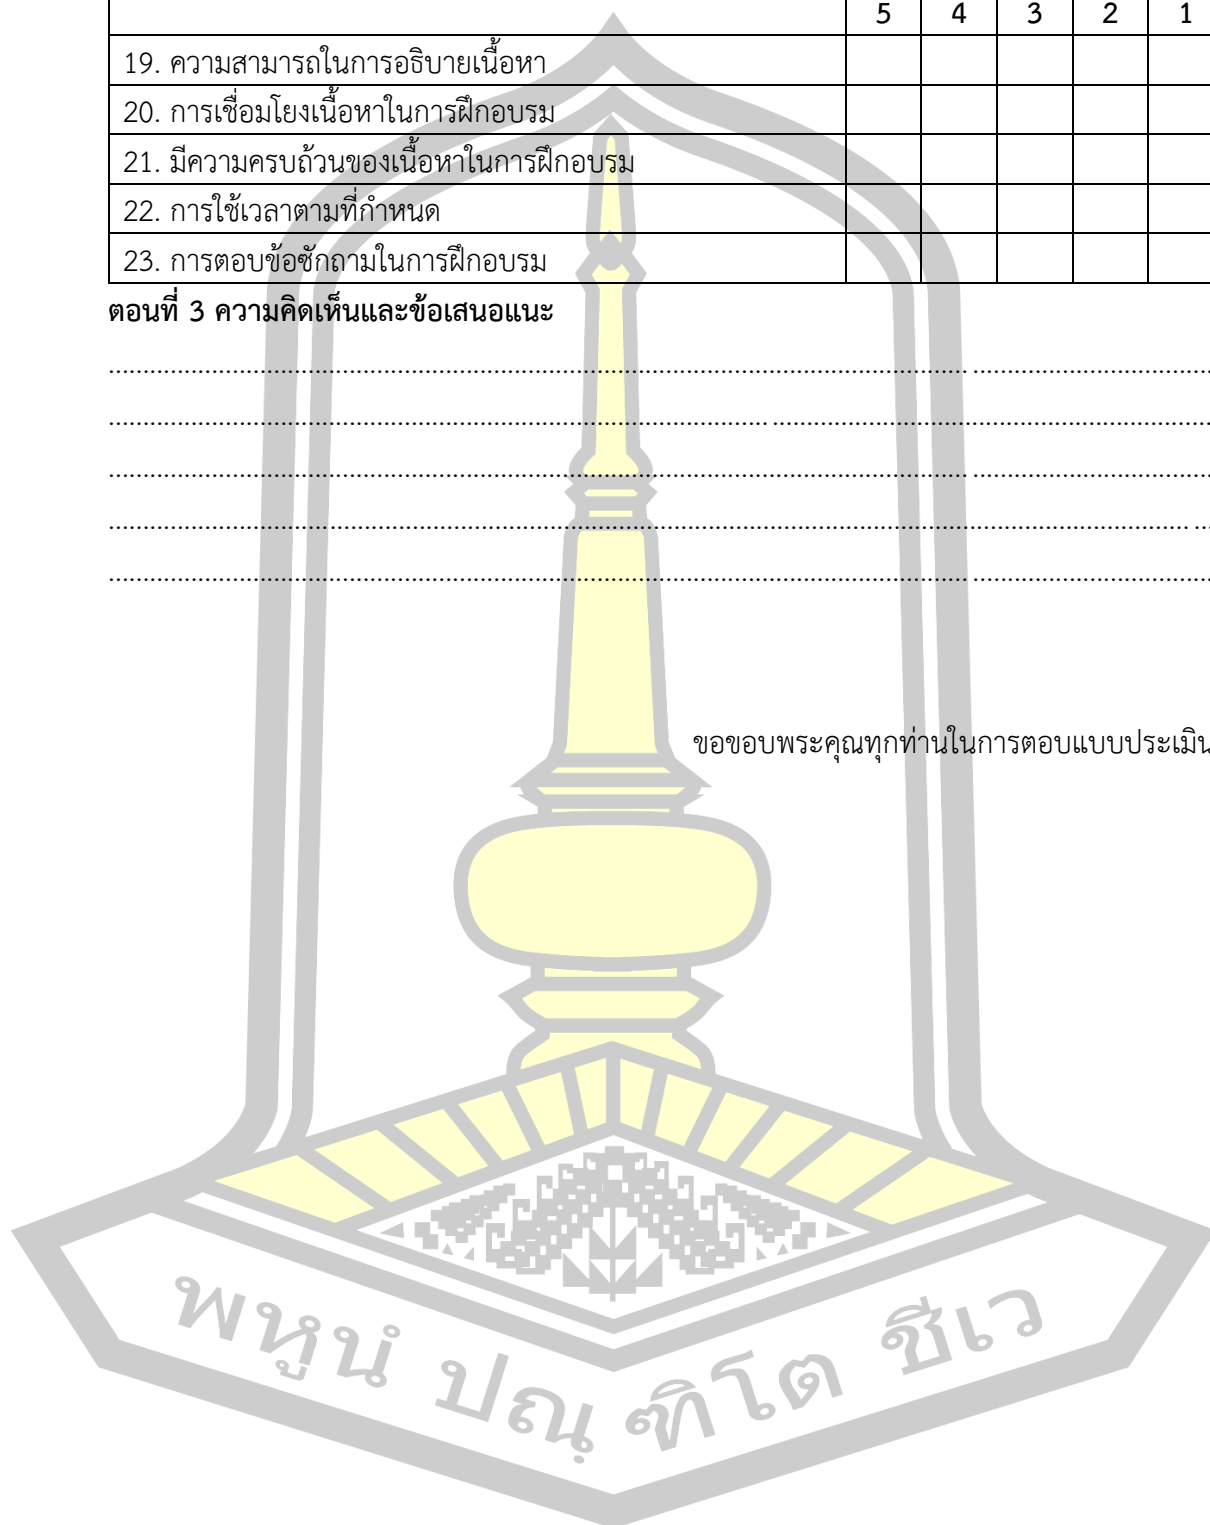 5 4 3 2 1
19. ความสามารถในการอธิบายเนื้อหา
20. การเชื่อมโยงเนื้อหาในการฝึกอบรม
21. มีความครบถ้วนของเนื้อหาในการฝึกอบรม
22. การใช้เวลาตามที่กำหนด
23. การตอบข้อซักถามในการฝึกอบรม
ตอนที่ 3 ความคิดเห็นและข้อเสนอแนะ
ขอขอบพระคุณทุกท่านในการตอบแบบประเมิน
พหูนํ ปณฺ ฑิโต ชีเว